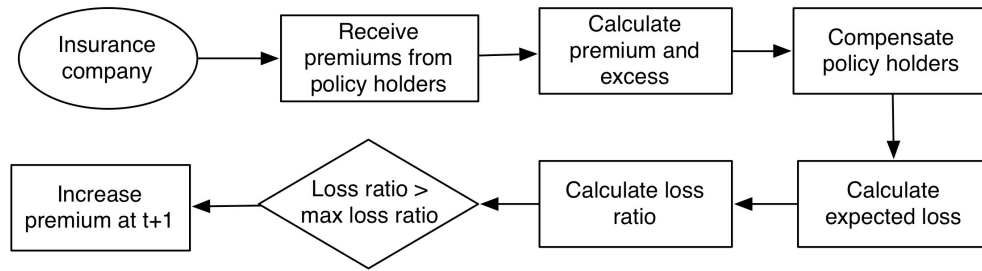 Insurance
company
Receive
premiums from
policy holders
Calculate
premium and
excess
Compensate
policy holders
Calculate
expected loss
Calculate loss
ratio
Loss ratio >
max loss ratio
Increase
premium at t+1